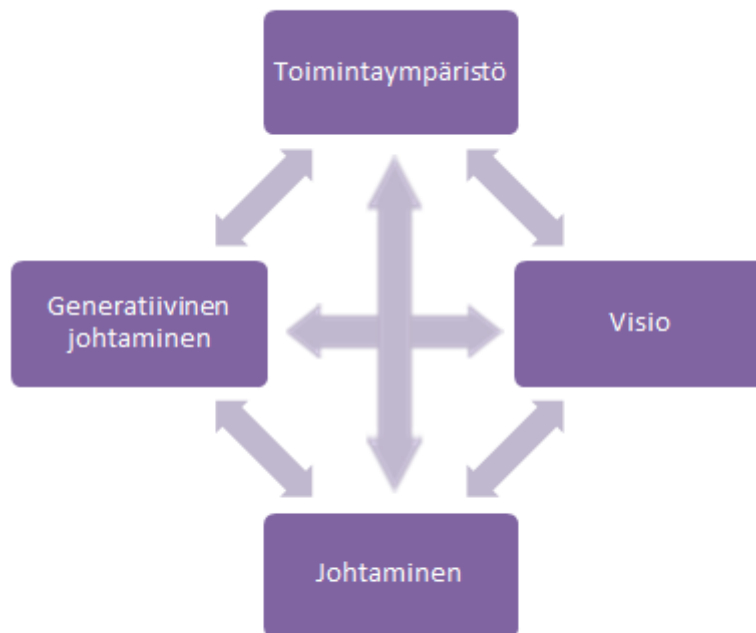 Toimintaympäristö
Generatiivinen
johtaminen
Visio
Johtaminen